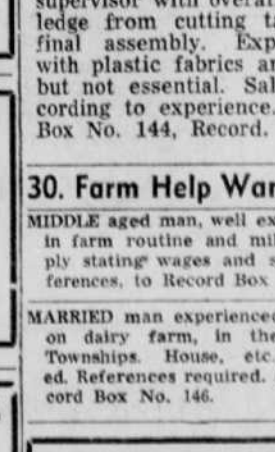 supervisor with overal
ledge from cutting t
final assembly. Exp
with plastic fabrics a
but not essential. Sal
cording to experience.
Box No. 144, Record.
30. Farm Help Wa
MIDDLE aged man, well ex
in farm routine and mil
ply stating wages and s
ferences, to Record Box
MARRIED man experienced
on dairy farm, in the
Townships. House, etc.
ed. References required.
cord Box No. 146.